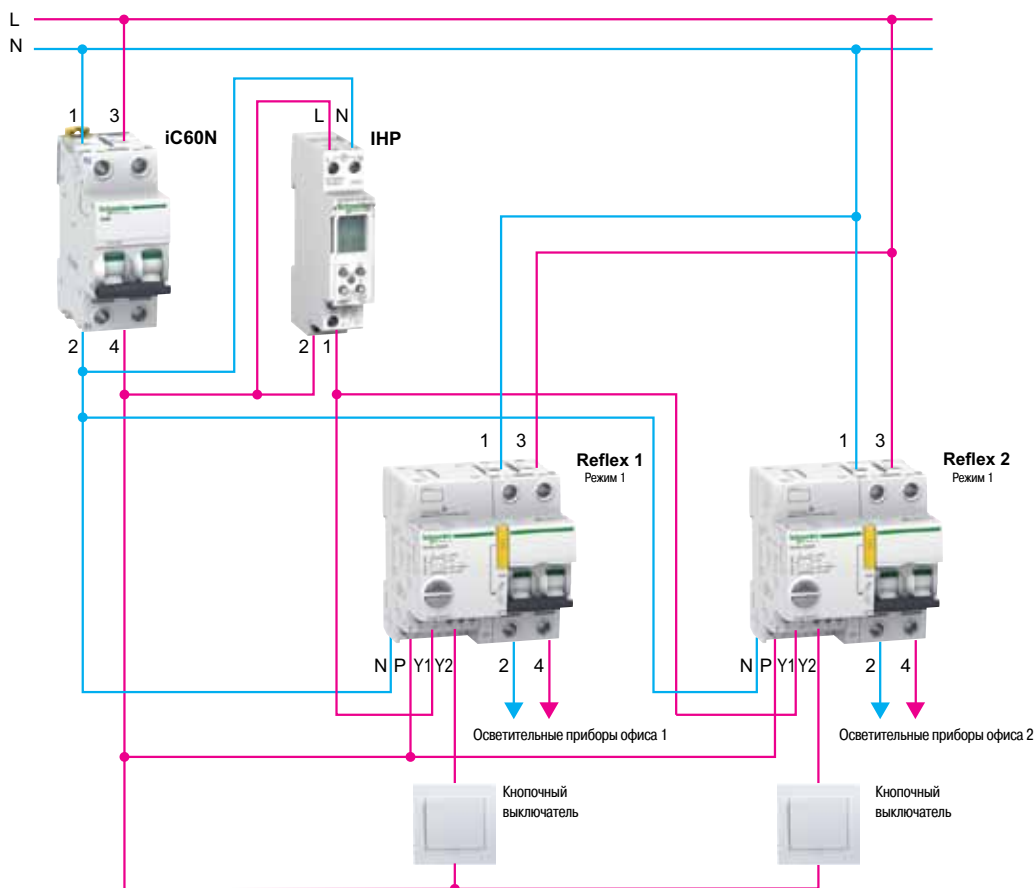 L
N
1 3
iC60N
L N
IHP
Schneider
2 4
2 1
1 3
Reflex 1
Режим 1
1 3
Reflex 2
Режим 1
N P Y1 Y2 2 4
N P Y1 Y2 2 4
Осветительные приборы офиса 1
Осветительные приборы офиса 2
Кнопочный
выключатель
Кнопочный
выключатель